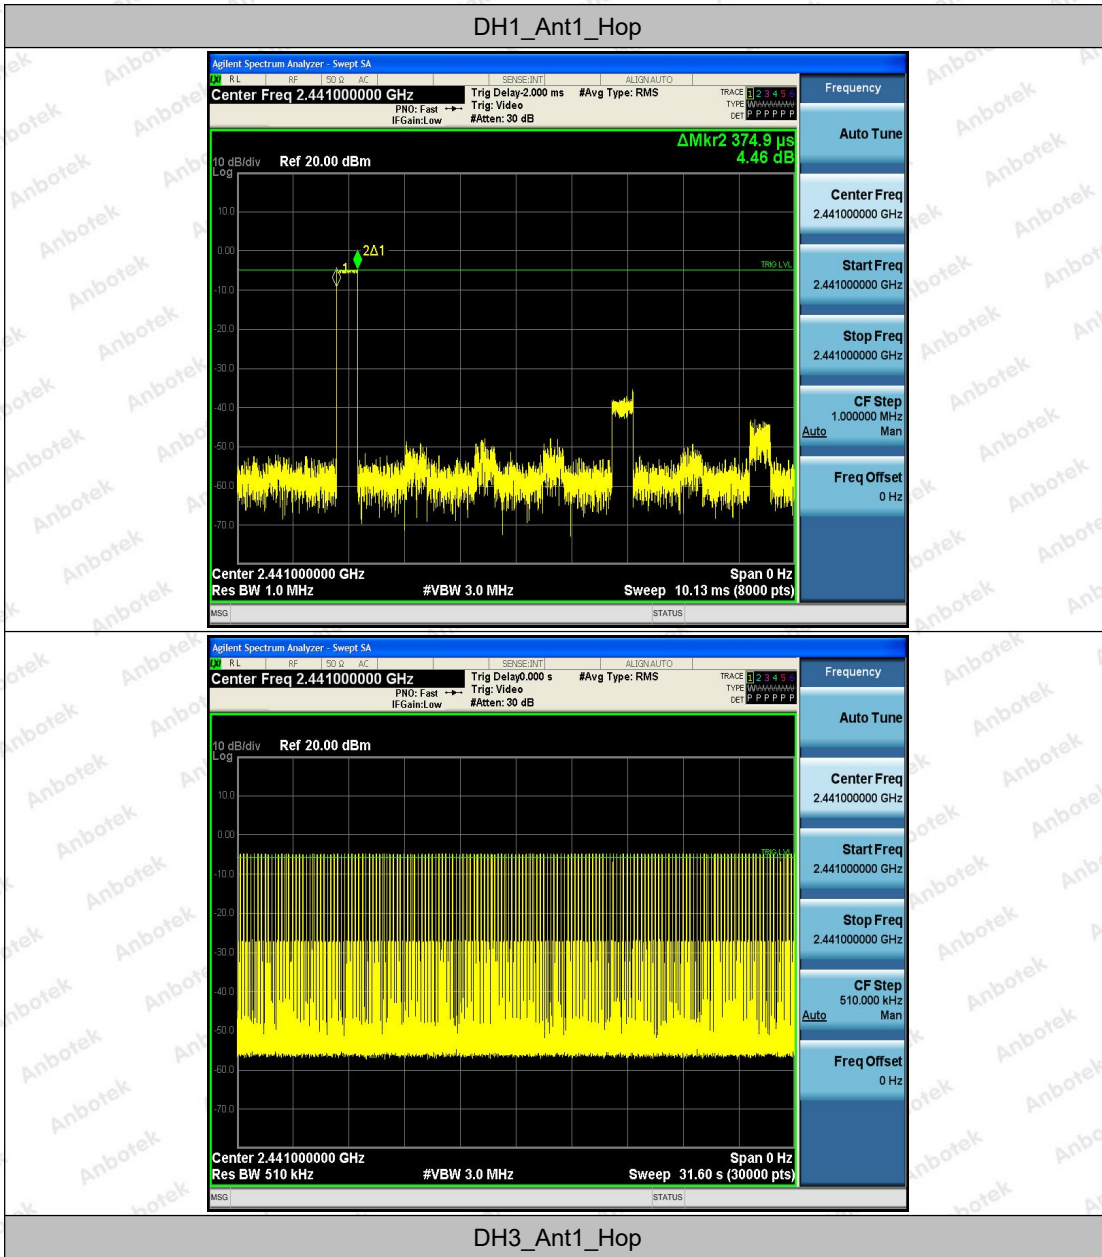 DH1_Ant1_Hop
Agilent Spectrum Analyzer - Swept SA
LXI RL RF 50 Ω AC SENSE:INT ALIGNAUTO
Center Freq 2.441000000 GHz
PNO: Fast
IFGain:Low
Trig Delay-2.000 ms
Trig: Video
#Atten: 30 dB
#Avg Type: RMS
TRACE 1 2 3 4 5 6
TYPE
DET P P P P P P
ΔMkr2 374.9 µs
4.46 dB
10 dB/div Ref 20.00 dBm
Log
10.0
0.00
-10.0
-20.0
-30.0
-40.0
-50.0
-60.0
-70.0
1
2Δ1
TRIG LVL
Center 2.441000000 GHz
Span 0 Hz
Res BW 1.0 MHz
#VBW 3.0 MHz
Sweep 10.13 ms (8000 pts)
MSG STATUS
Frequency
Auto Tune
Center Freq
2.441000000 GHz
Start Freq
2.441000000 GHz
Stop Freq
2.441000000 GHz
CF Step
1.000000 MHz
Auto Man
Freq Offset
0 Hz
Agilent Spectrum Analyzer - Swept SA
LXI RL RF 50 Ω AC SENSE:INT ALIGNAUTO
Center Freq 2.441000000 GHz
PNO: Fast
IFGain:Low
Trig Delay0.000 s
Trig: Video
#Atten: 30 dB
#Avg Type: RMS
TRACE 1 2 3 4 5 6
TYPE
DET P P P P P P
10 dB/div Ref 20.00 dBm
Log
10.0
0.00
-10.0
-20.0
-30.0
-40.0
-50.0
-60.0
-70.0
TRIG LVL
Center 2.441000000 GHz
Span 0 Hz
Res BW 510 kHz
#VBW 3.0 MHz
Sweep 31.60 s (30000 pts)
MSG STATUS
Frequency
Auto Tune
Center Freq
2.441000000 GHz
Start Freq
2.441000000 GHz
Stop Freq
2.441000000 GHz
CF Step
510.000 kHz
Auto Man
Freq Offset
0 Hz
DH3_Ant1_Hop
Anbotek